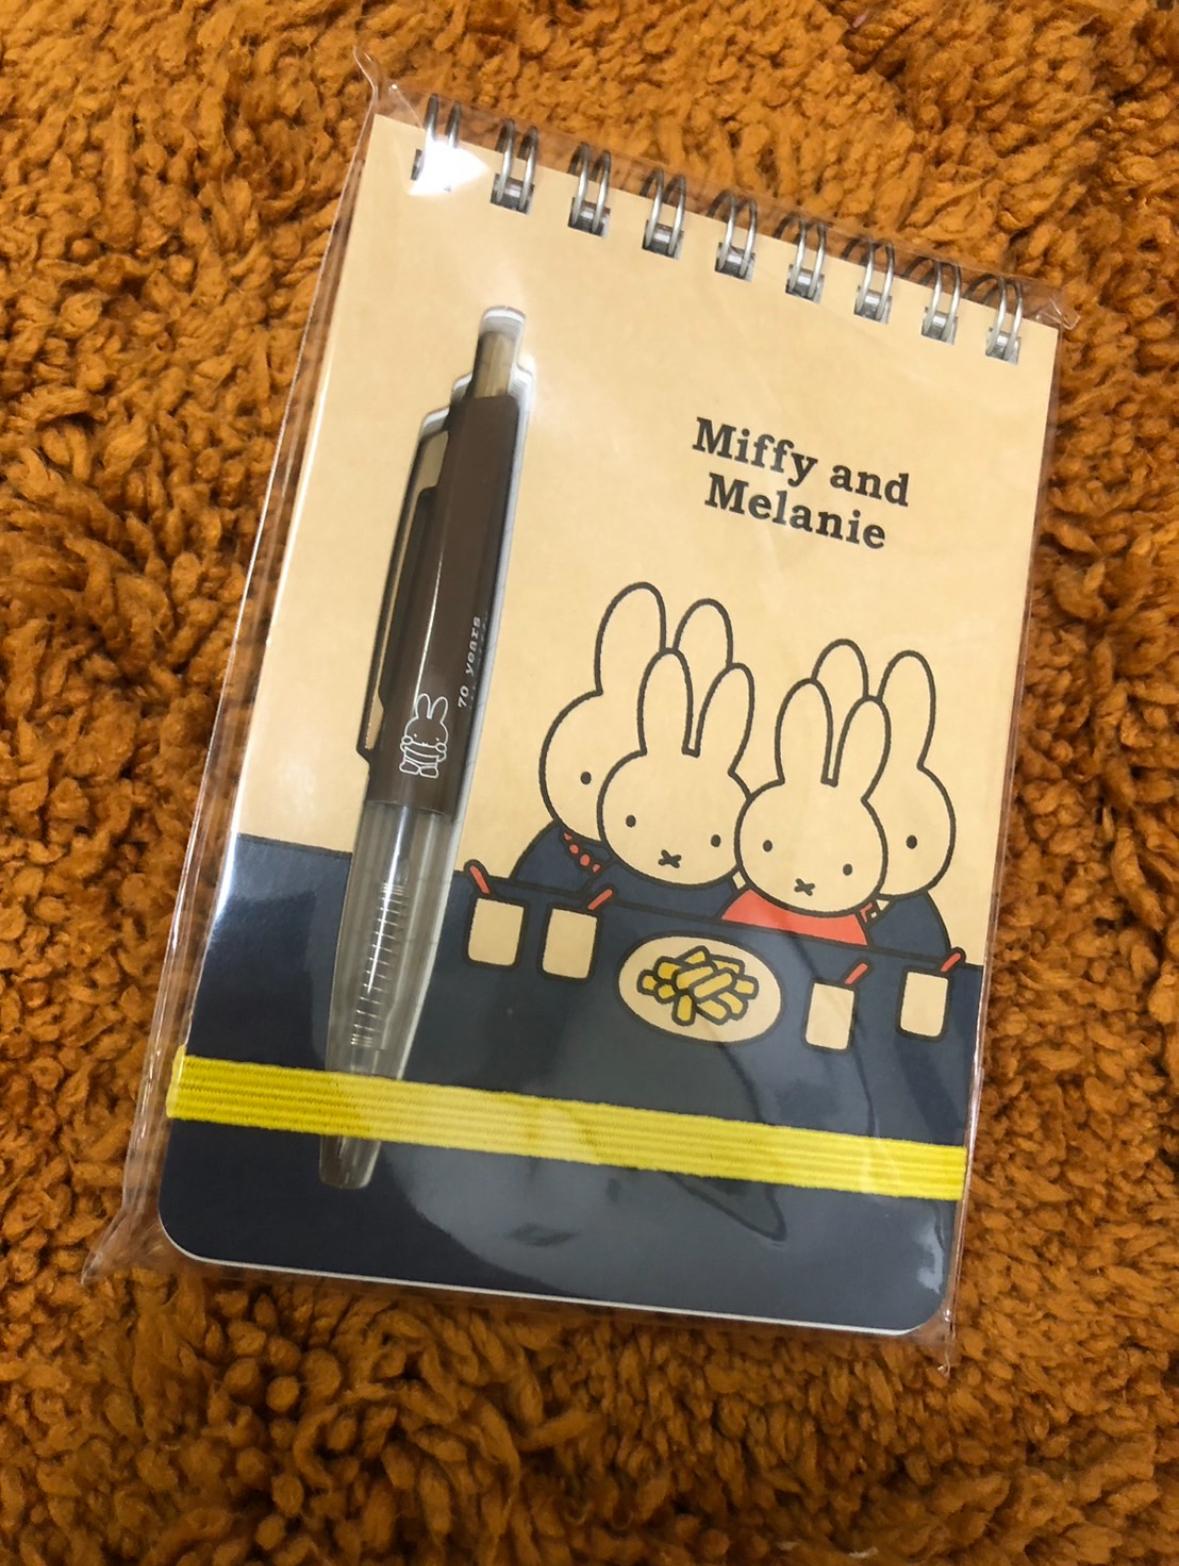 Miffy and
Melanie
70 years